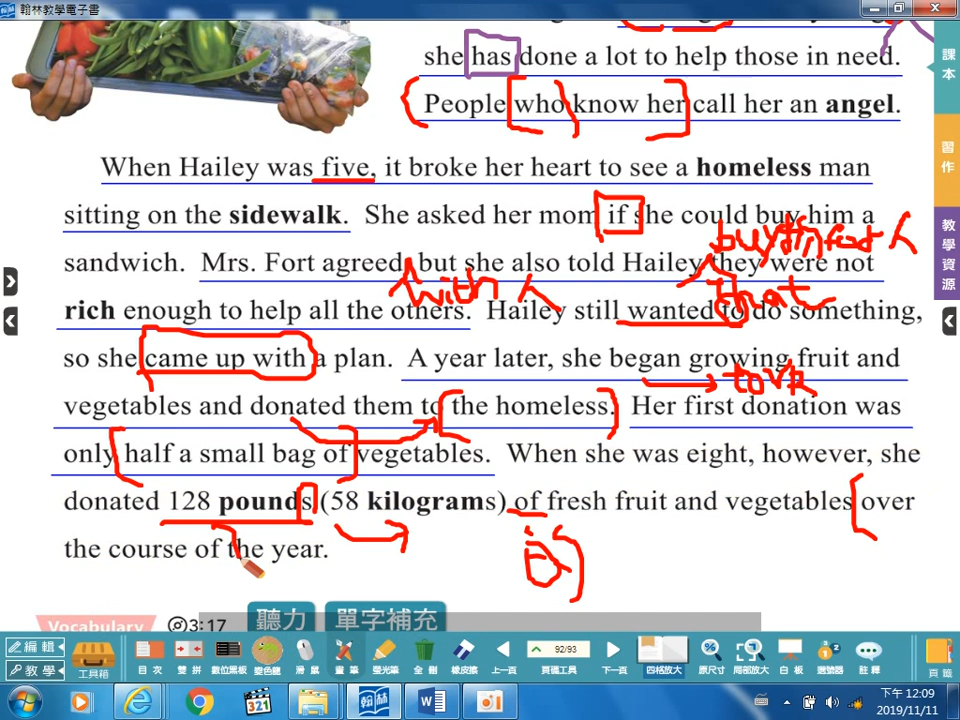 翰林教學電子書
she has done a lot to help those in need.
People who know her call her an angel.
When Hailey was five, it broke her heart to see a homeless man
sitting on the sidewalk. She asked her mom if she could buy him a
sandwich. Mrs. Fort agreed, but she also told Hailey they were not
rich enough to help all the others. Hailey still wanted to do something,
so she came up with a plan. A year later, she began growing fruit and
vegetables and donated them to the homeless. Her first donation was
only half a small bag of vegetables. When she was eight, however, she
donated 128 pounds (58 kilograms) of fresh fruit and vegetables over
the course of the year.
that
with
to
Vocabulary 3:17 聽力 單字補充
課本
習作
教學資源
編輯
教學
工具箱 目次 雙拼 數位黑板 變色龍 滑鼠 畫筆 螢光筆 全刪 橡皮擦 上一頁 92/93 頁碼工具 下一頁 四格放大 原尺寸 局部放大 白板 選號器 註釋 頁籤
321 翰林 W
下午 12:09
2019/11/11